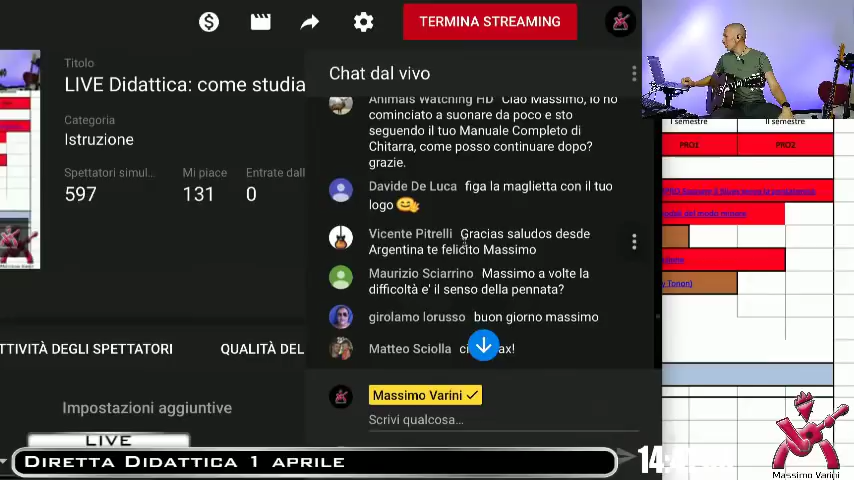 TERMINA STREAMING
Titolo
LIVE Didattica: come studia
Categoria
Istruzione
Spettatori simul...
Mi piace
Entrate dall
597
131
0
TTIVITÀ DEGLI SPETTATORI
QUALITÀ DEL
Impostazioni aggiuntive
LIVE
Chat dal vivo
Animals Watching HD Ciao Massimo, io ho
cominciato a suonare da poco e sto
seguendo il tuo Manuale Completo di
Chitarra, come posso continuare dopo?
grazie.
Davide De Luca figa la maglietta con il tuo
logo
Vicente Pitrelli Gracias saludos desde
Argentina te felicito Massimo
Maurizio Sciarrino Massimo a volte la
difficoltà e' il senso della pennata?
girolamo lorusso buon giorno massimo
Matteo Sciolla ax!
Massimo Varini
Scrivi qualcosa...
I semestre
II semestre
PRO1
PRO2
moduli del modo minore
DIRETTA DIDATTICA 1 APRILE
Massimo Varini